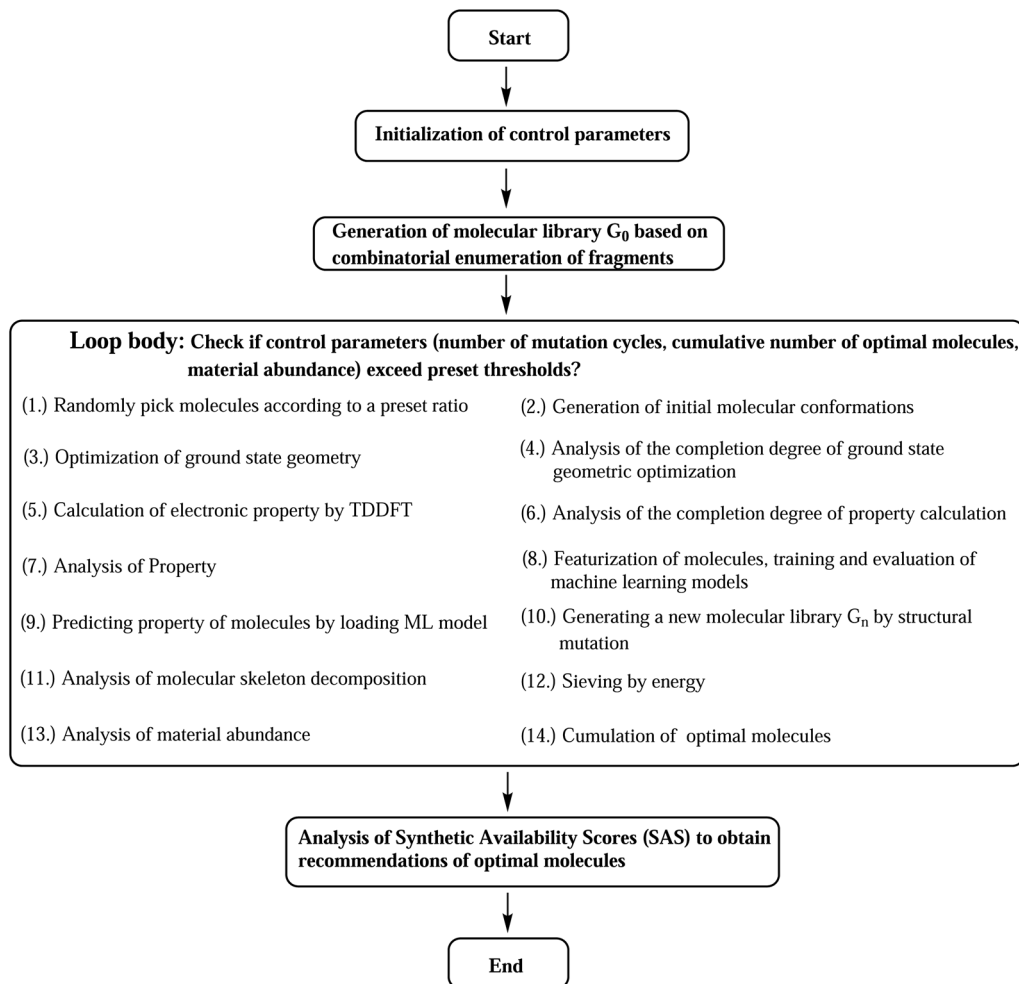 Start
Initialization of control parameters
Generation of molecular library G₀ based on
combinatorial enumeration of fragments
Loop body: Check if control parameters (number of mutation cycles, cumulative number of optimal molecules,
material abundance) exceed preset thresholds?
(1.) Randomly pick molecules according to a preset ratio
(2.) Generation of initial molecular conformations
(3.) Optimization of ground state geometry
(4.) Analysis of the completion degree of ground state
geometric optimization
(5.) Calculation of electronic property by TDDFT
(6.) Analysis of the completion degree of property calculation
(7.) Analysis of Property
(8.) Featurization of molecules, training and evaluation of
machine learning models
(9.) Predicting property of molecules by loading ML model
(10.) Generating a new molecular library Gₙ by structural
mutation
(11.) Analysis of molecular skeleton decomposition
(12.) Sieving by energy
(13.) Analysis of material abundance
(14.) Cumulation of optimal molecules
Analysis of Synthetic Availability Scores (SAS) to obtain
recommendations of optimal molecules
End